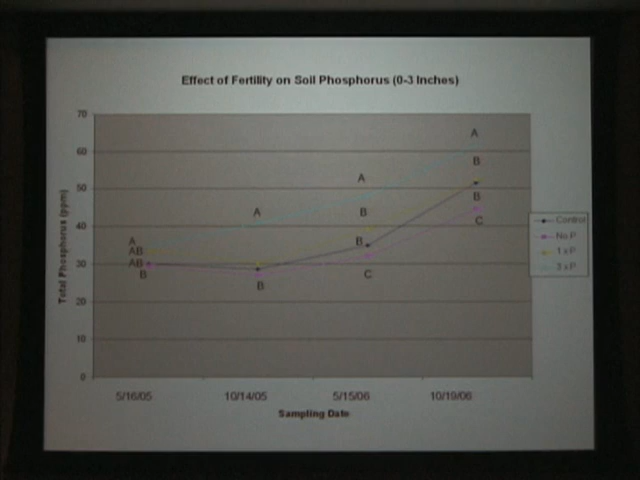 Effect of Fertility on Soil Phosphorus (0-3 Inches)
70
60
50
40
30
20
10
0
Total Phosphorus (ppm)
A
AB
AB
B
A
B
A
B
B
C
A
B
B
C
Control
No P
1 x P
3 x P
5/16/05
10/14/05
5/15/06
10/19/06
Sampling Date